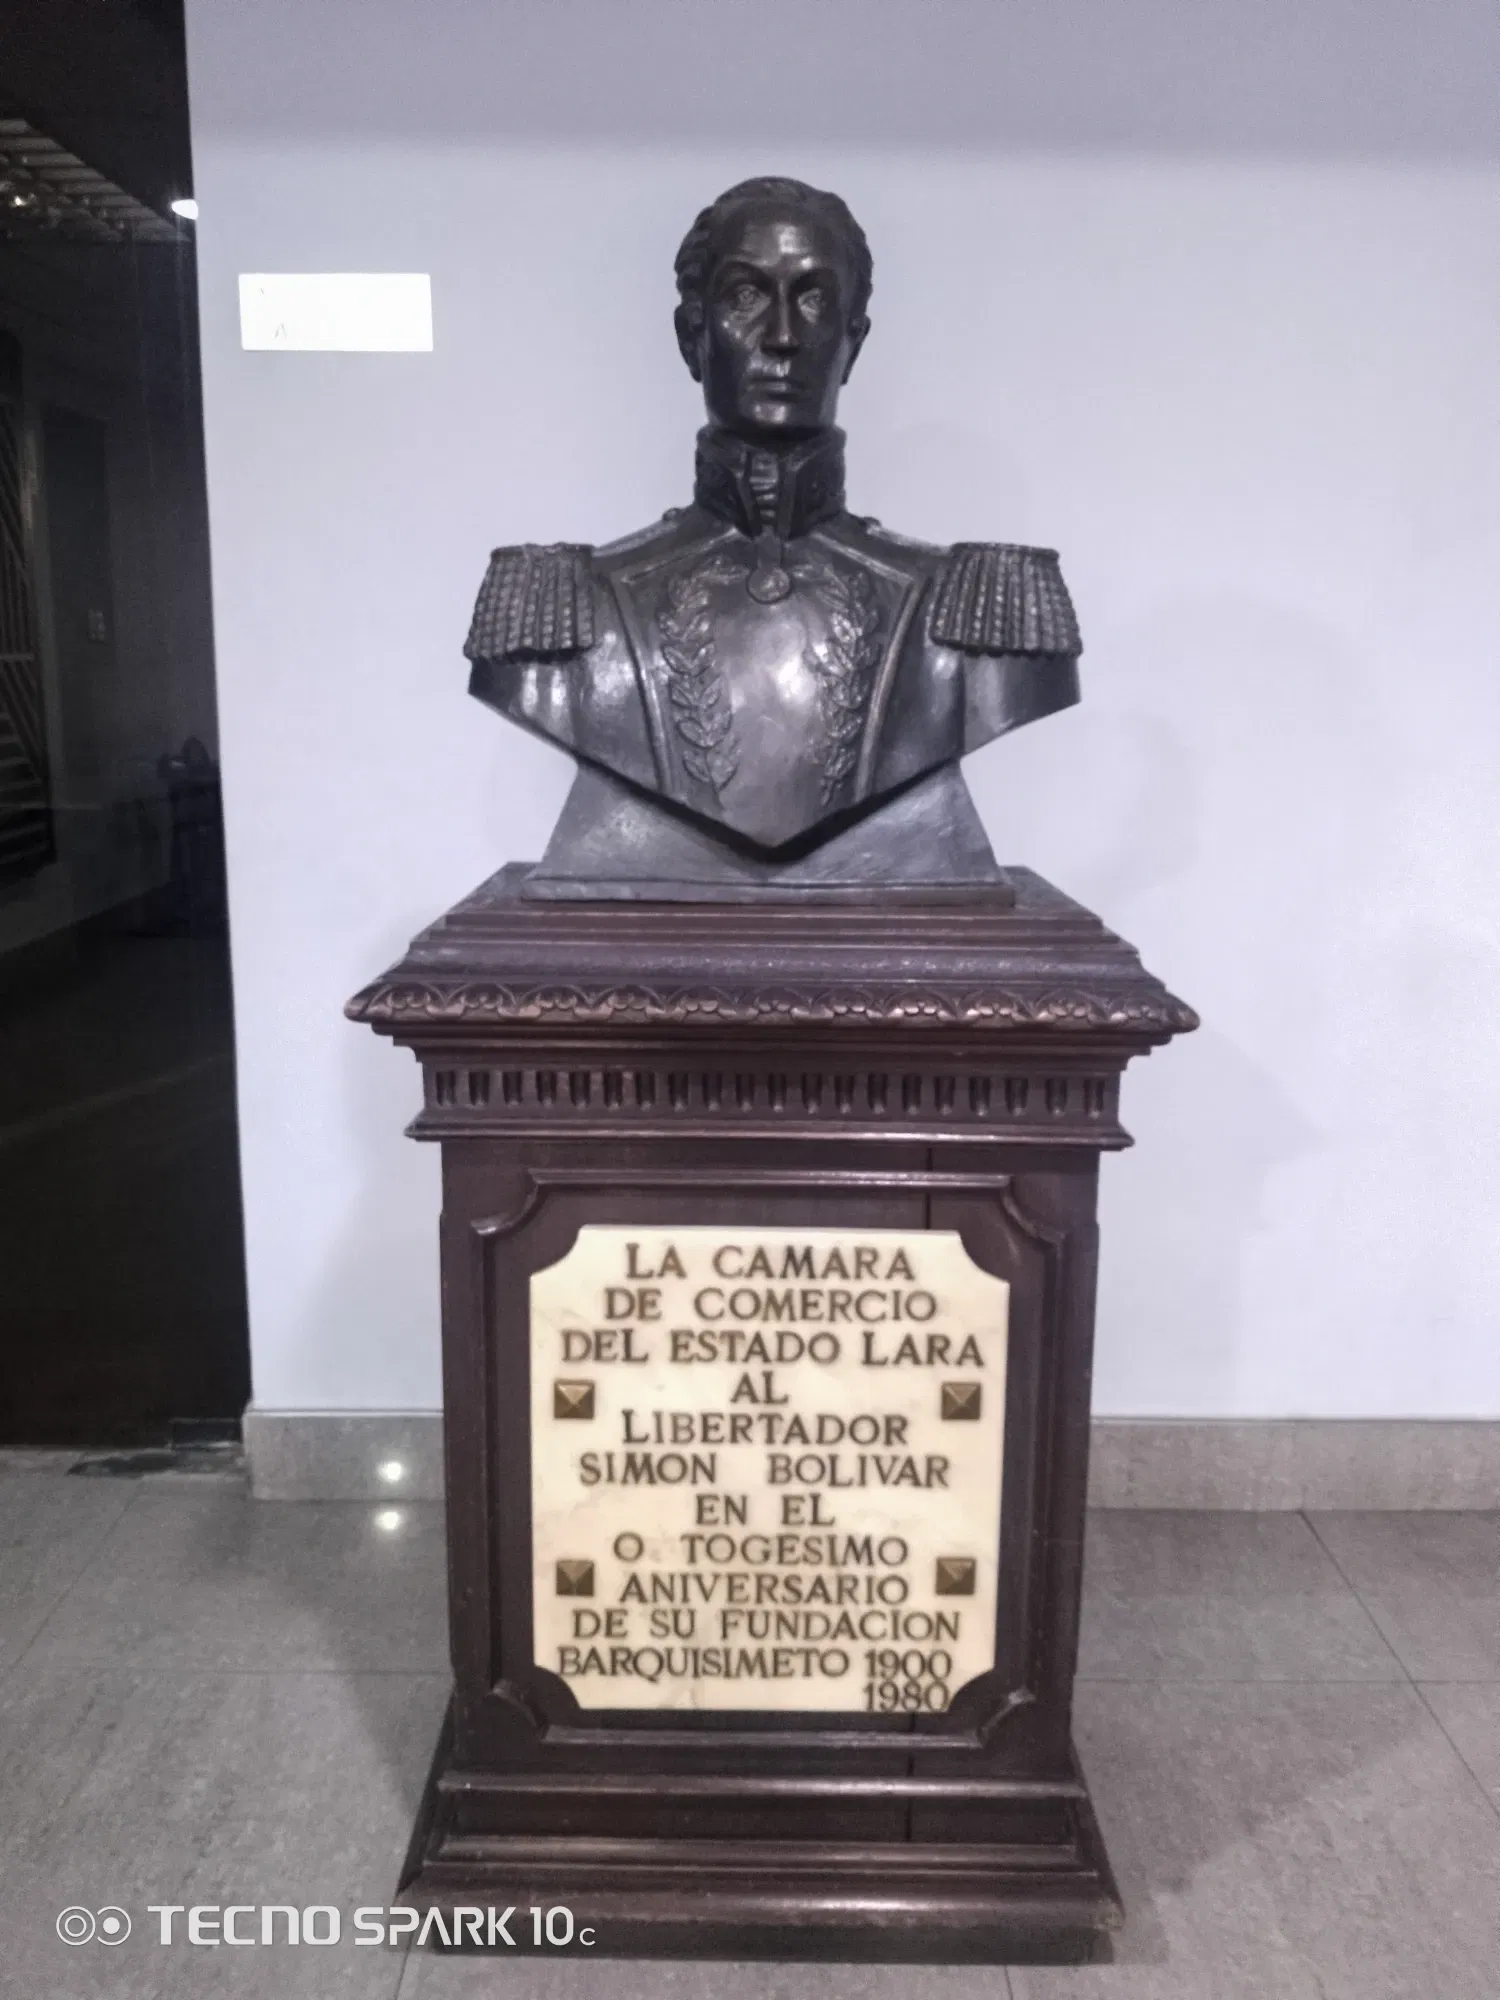 LA CAMARA
DE COMERCIO
DEL ESTADO LARA
AL
LIBERTADOR
SIMON BOLIVAR
EN EL
O TOGESIMO
ANIVERSARIO
DE SU FUNDACION
BARQUISIMETO 1900
1980
TECNO SPARK 10C